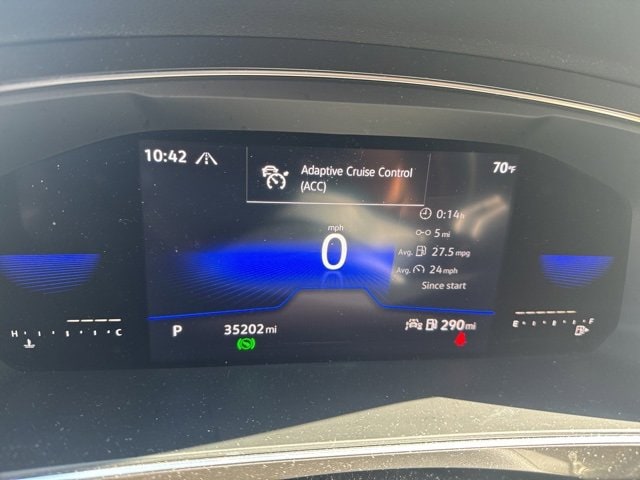 10:42
Adaptive Cruise Control
(ACC)
70°F
mph
0
0:14h
5 mi
Avg. 27.5 mpg
Avg. 24 mph
Since start
H C
P 35202 mi 290 mi
E F